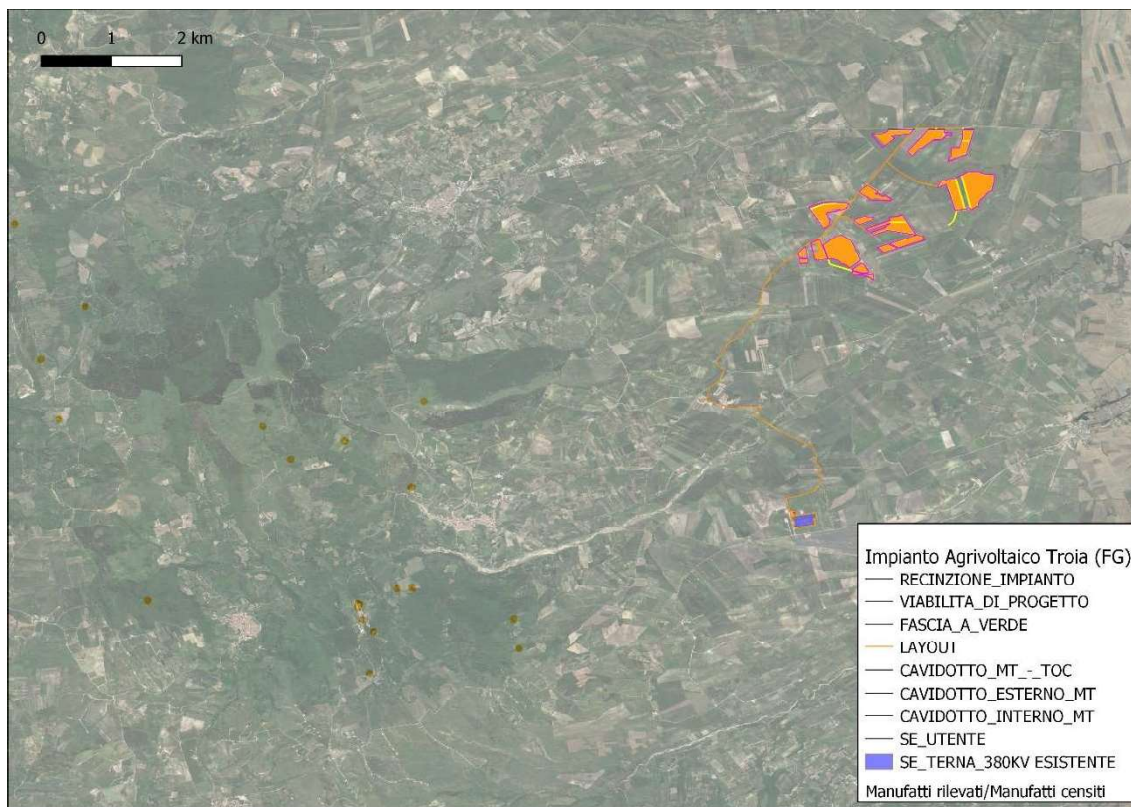 0 1 2 km
Impianto Agrivoltaico Troia (FG)
RECINZIONE_IMPIANTO
VIABILITA_DI_PROGETTO
FASCIA_A_VERDE
LAYOUT
CAVIDOTTO_MT_-_TOC
CAVIDOTTO_ESTERNO_MT
CAVIDOTTO_INTERNO_MT
SE_UTENTE
SE_TERNA_380KV ESISTENTE
Manufatti rilevati/Manufatti censiti